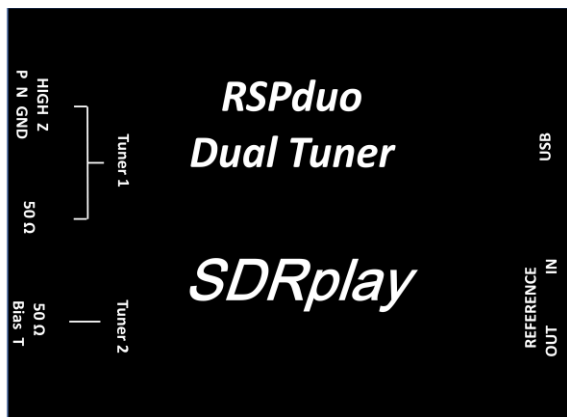 RSPduo
Dual Tuner
SDRplay
HIGH Z
P N GND
Tuner 1
50 Ω
Tuner 2
50 Ω
Bias T
USB
REFERENCE
IN
OUT